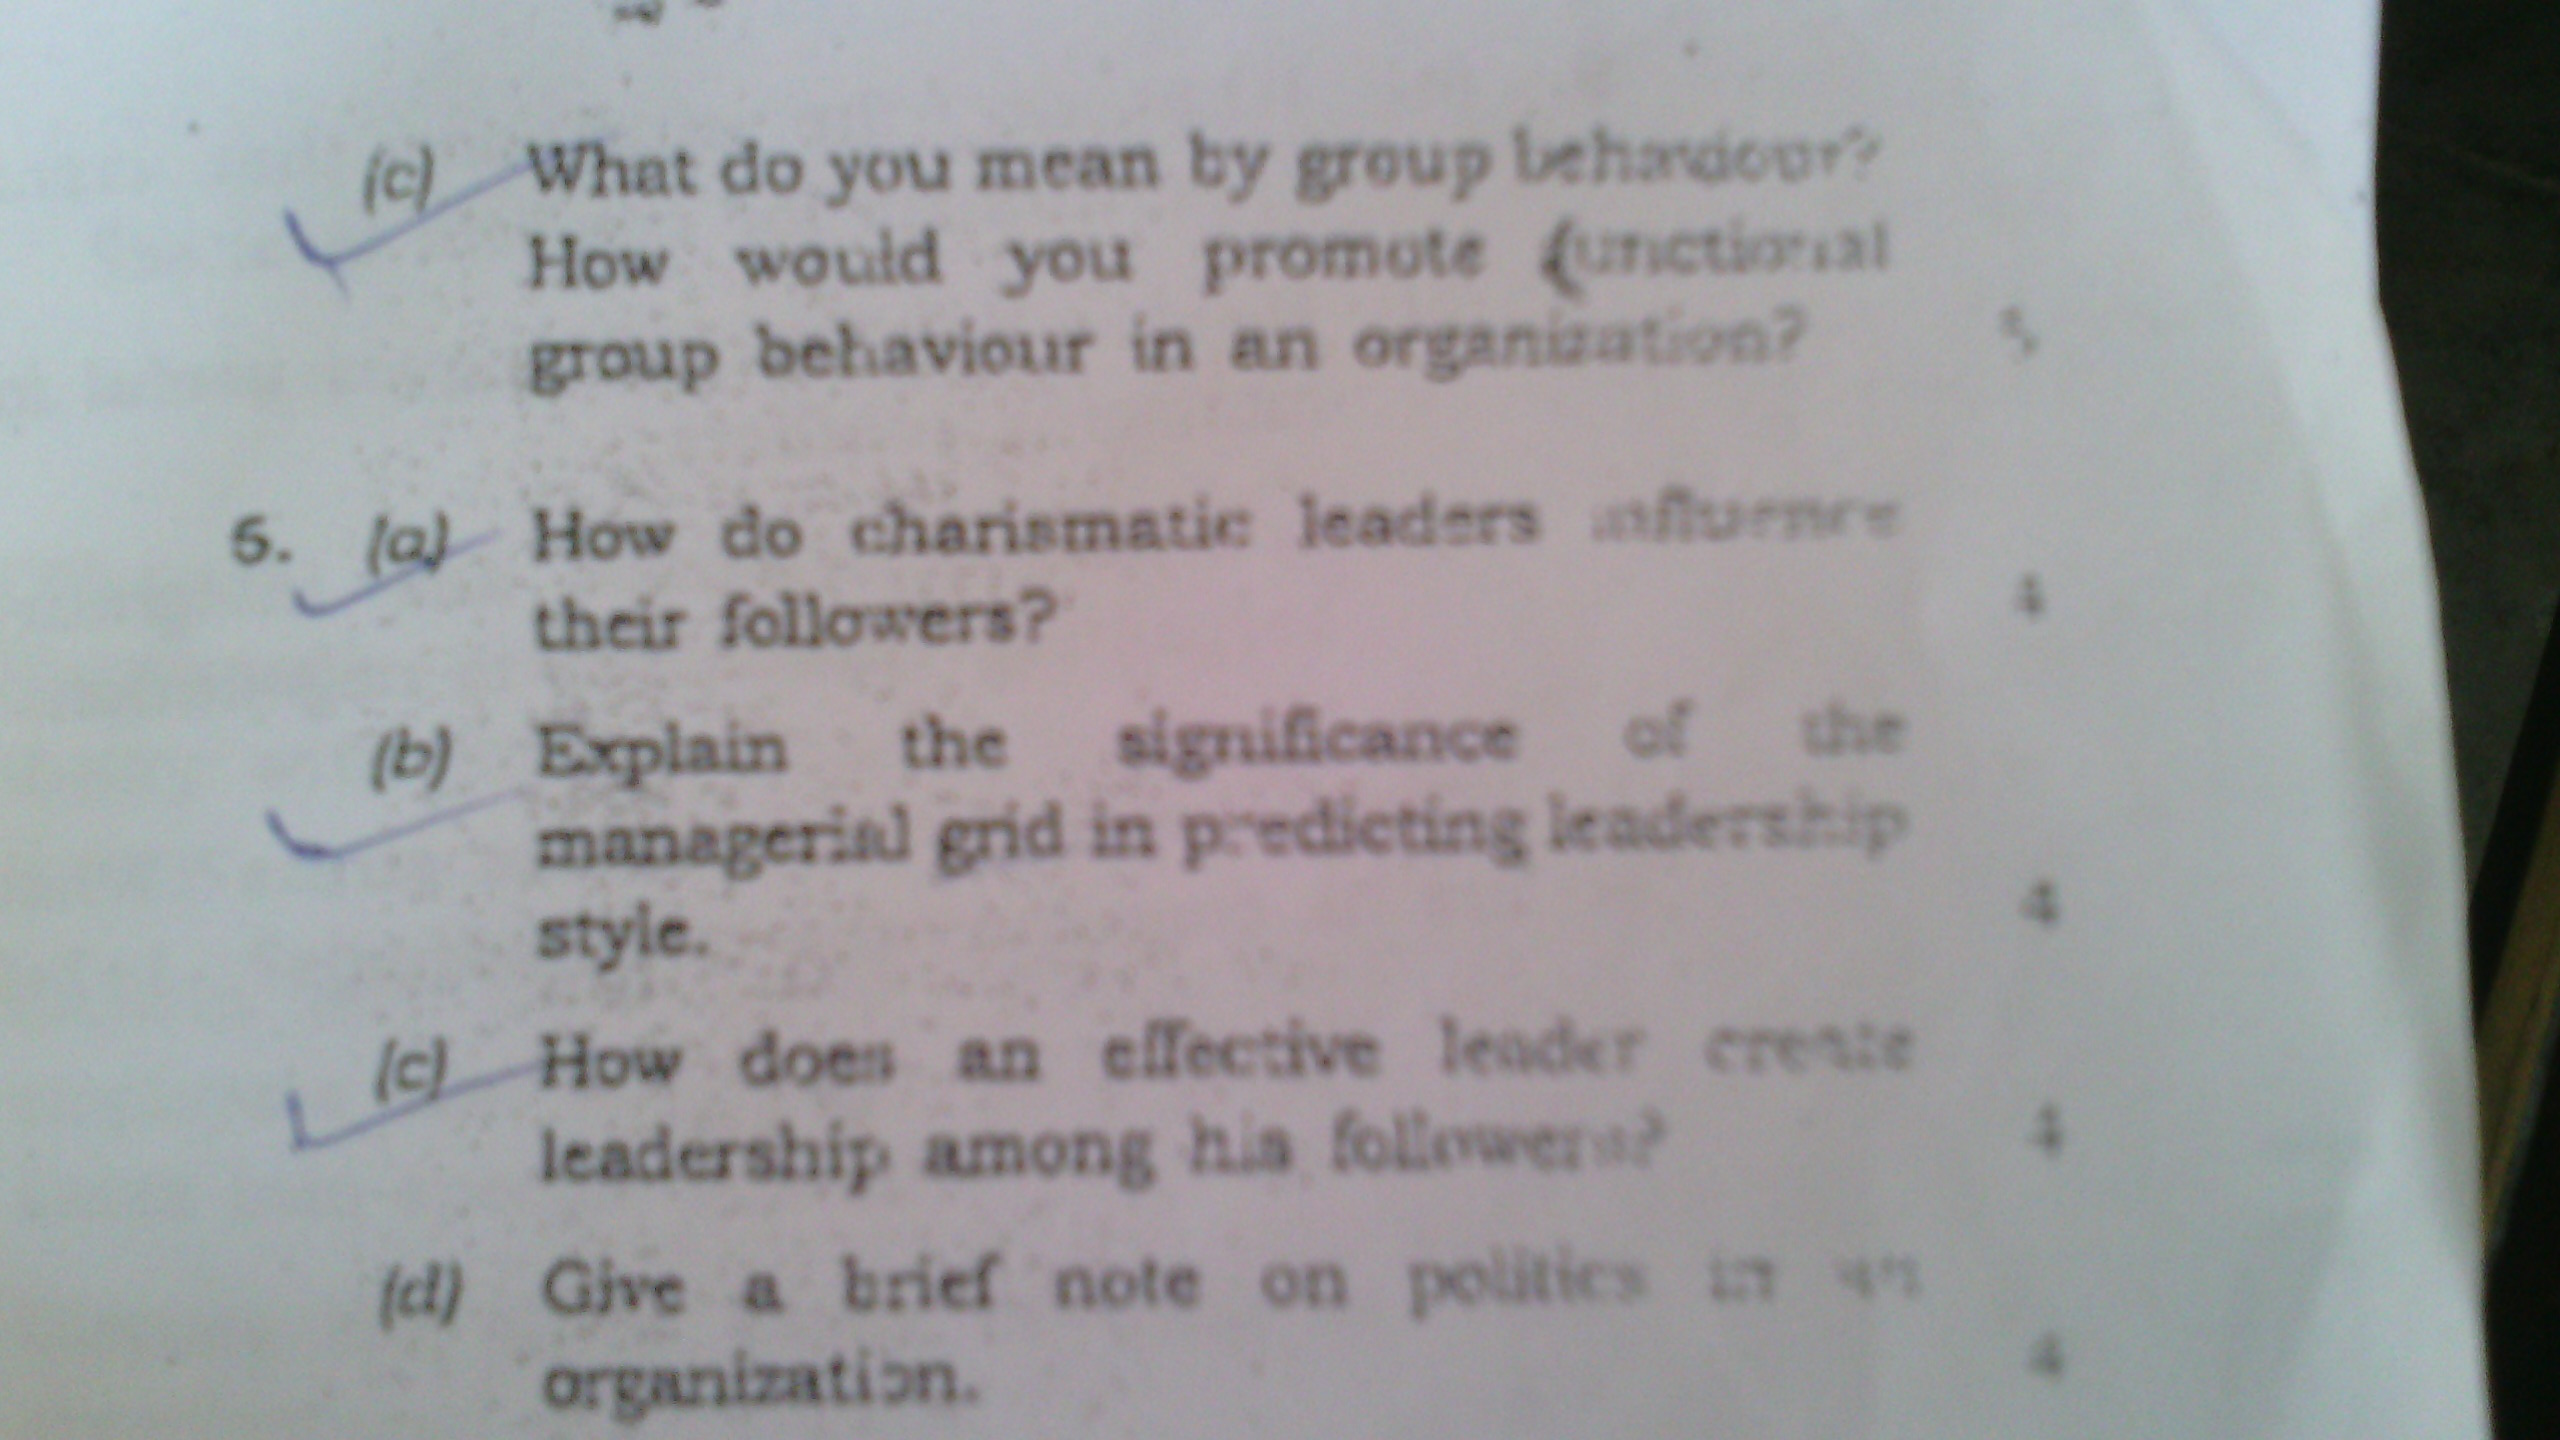 (c) What do you mean by group behaviour?
How would you promote functional
group behaviour in an organization? 5
5. (a) How do charismatic leaders influence
their followers? 4
(b) Explain the significance of the
managerial grid in predicting leadership
style. 4
(c) How does an effective leader create
leadership among his followers? 4
(d) Give a brief note on politics in an
organization. 4